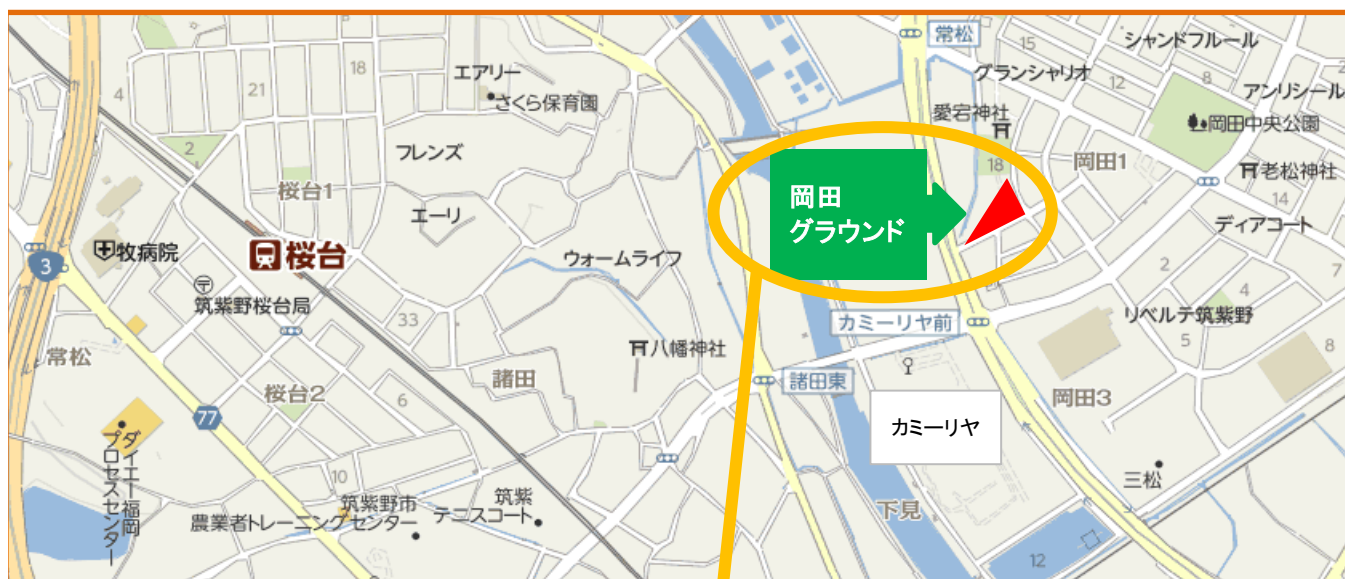 常松
15
シャンドフルール
18
エアリー
グランシャリオ
12
8
2
4
21
さくら保育園
アンリシール
愛宕神社
岡田中央公園
2
フレンズ
18
岡田1
老松神社
桜台1
岡田
グラウンド
14
エーリ
ディアコート
牧病院
桜台
ウォームライフ
3
2
7
筑紫野桜台局
4
33
カミーリヤ前
リベルテ筑紫野
常松
八幡神社
5
8
諸田
諸田東
桜台2
6
岡田3
77
カミーリヤ
ダイエー福岡
プロセスセンター
10
三松
筑紫野市
農業者トレーニングセンター
筑紫
テニスコート
下見
12